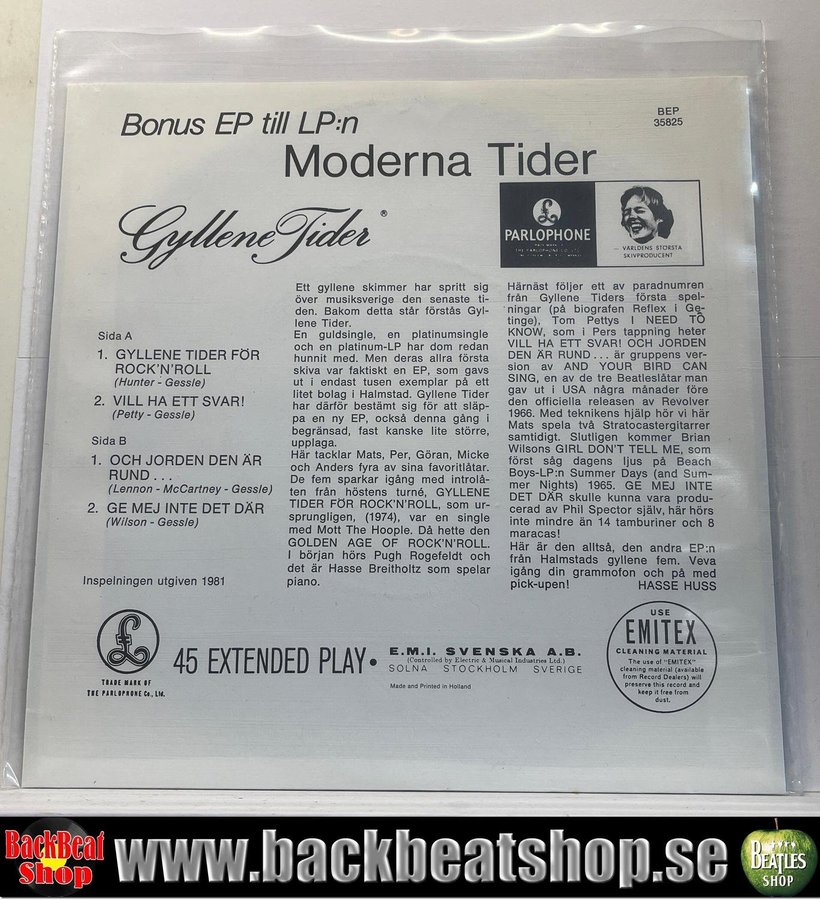 Bonus EP till LP:n
Moderna Tider
BEP
35825
Gyllene Tider®
PARLOPHONE
— VÄRLDENS STÖRSTA
SKIVPRODUCENT
Sida A
1. GYLLENE TIDER FÖR
ROCK'N'ROLL
(Hunter - Gessle)
2. VILL HA ETT SVAR!
(Petty - Gessle)
Sida B
1. OCH JORDEN DEN ÄR
RUND . . .
(Lennon - McCartney - Gessle)
2. GE MEJ INTE DET DÄR
(Wilson - Gessle)
Inspelningen utgiven 1981
Ett gyllene skimmer har spritt sig
över musiksverige den senaste ti-
den. Bakom detta står förstås Gyl-
lene Tider.
En guldsingle, en platinumsingle
och en platinum-LP har dom redan
hunnit med. Men deras allra första
skiva var faktiskt en EP, som gavs
ut i endast tusen exemplar på ett
litet bolag i Halmstad. Gyllene Tider
har därför bestämt sig för att släp-
pa en ny EP, också denna gång i
begränsad, fast kanske lite större,
upplaga.
Här tacklar Mats, Per, Göran, Micke
och Anders fyra av sina favoritlåtar.
De fem sparkar igång med introlå-
ten från höstens turné, GYLLENE
TIDER FÖR ROCK'N'ROLL, som ur-
sprungligen, (1974), var en single
med Mott The Hoople. Då hette den
GOLDEN AGE OF ROCK'N'ROLL.
I början hörs Pugh Rogefeldt och
det är Hasse Breitholtz som spelar
piano.
Härnäst följer ett av paradnumren
från Gyllene Tiders första spel-
ningar (på biografen Reflex i Ge-
tinge), Tom Pettys I NEED TO
KNOW, som i Pers tappning heter
VILL HA ETT SVAR! OCH JORDEN
DEN ÄR RUND . . . är gruppens ver-
sion av AND YOUR BIRD CAN
SING, en av de tre Beatleslåtar man
gav ut i USA några månader före
den officiella releasen av Revolver
1966. Med teknikens hjälp hör vi här
Mats spela två Stratocastergitarrer
samtidigt. Slutligen kommer Brian
Wilsons GIRL DON'T TELL ME, som
först såg dagens ljus på Beach
Boys-LP:n Summer Days (and Sum-
mer Nights) 1965. GE MEJ INTE
DET DÄR skulle kunna vara produ-
cerad av Phil Spector själv, här hörs
inte mindre än 14 tamburiner och 8
maracas!
Här är den alltså, den andra EP:n
från Halmstads gyllene fem. Veva
igång din grammofon och på med
pick-upen! HASSE HUSS
TRADE MARK OF
THE PARLOPHONE Co., Ltd.
45 EXTENDED PLAY •
E.M.I. SVENSKA A.B.
(Controlled by Electric & Musical Industries Ltd.)
SOLNA STOCKHOLM SVERIGE
Made and Printed in Holland
USE
EMITEX
CLEANING MATERIAL
The use of "EMITEX"
cleaning material (available
from Record Dealers) will
preserve this record and
keep it free from
dust.
BackBeat
Shop
www.backbeatshop.se
BEATLES
SHOP